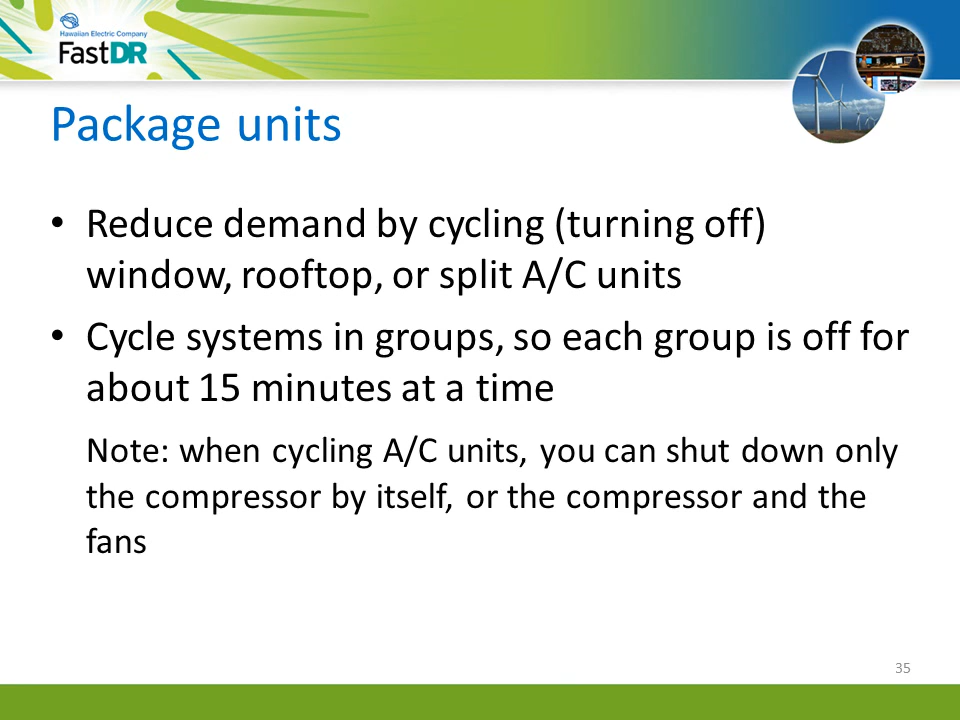 Hawaiian Electric Company
FastDR
Package units
• Reduce demand by cycling (turning off)
window, rooftop, or split A/C units
• Cycle systems in groups, so each group is off for
about 15 minutes at a time
Note: when cycling A/C units, you can shut down only
the compressor by itself, or the compressor and the
fans
35